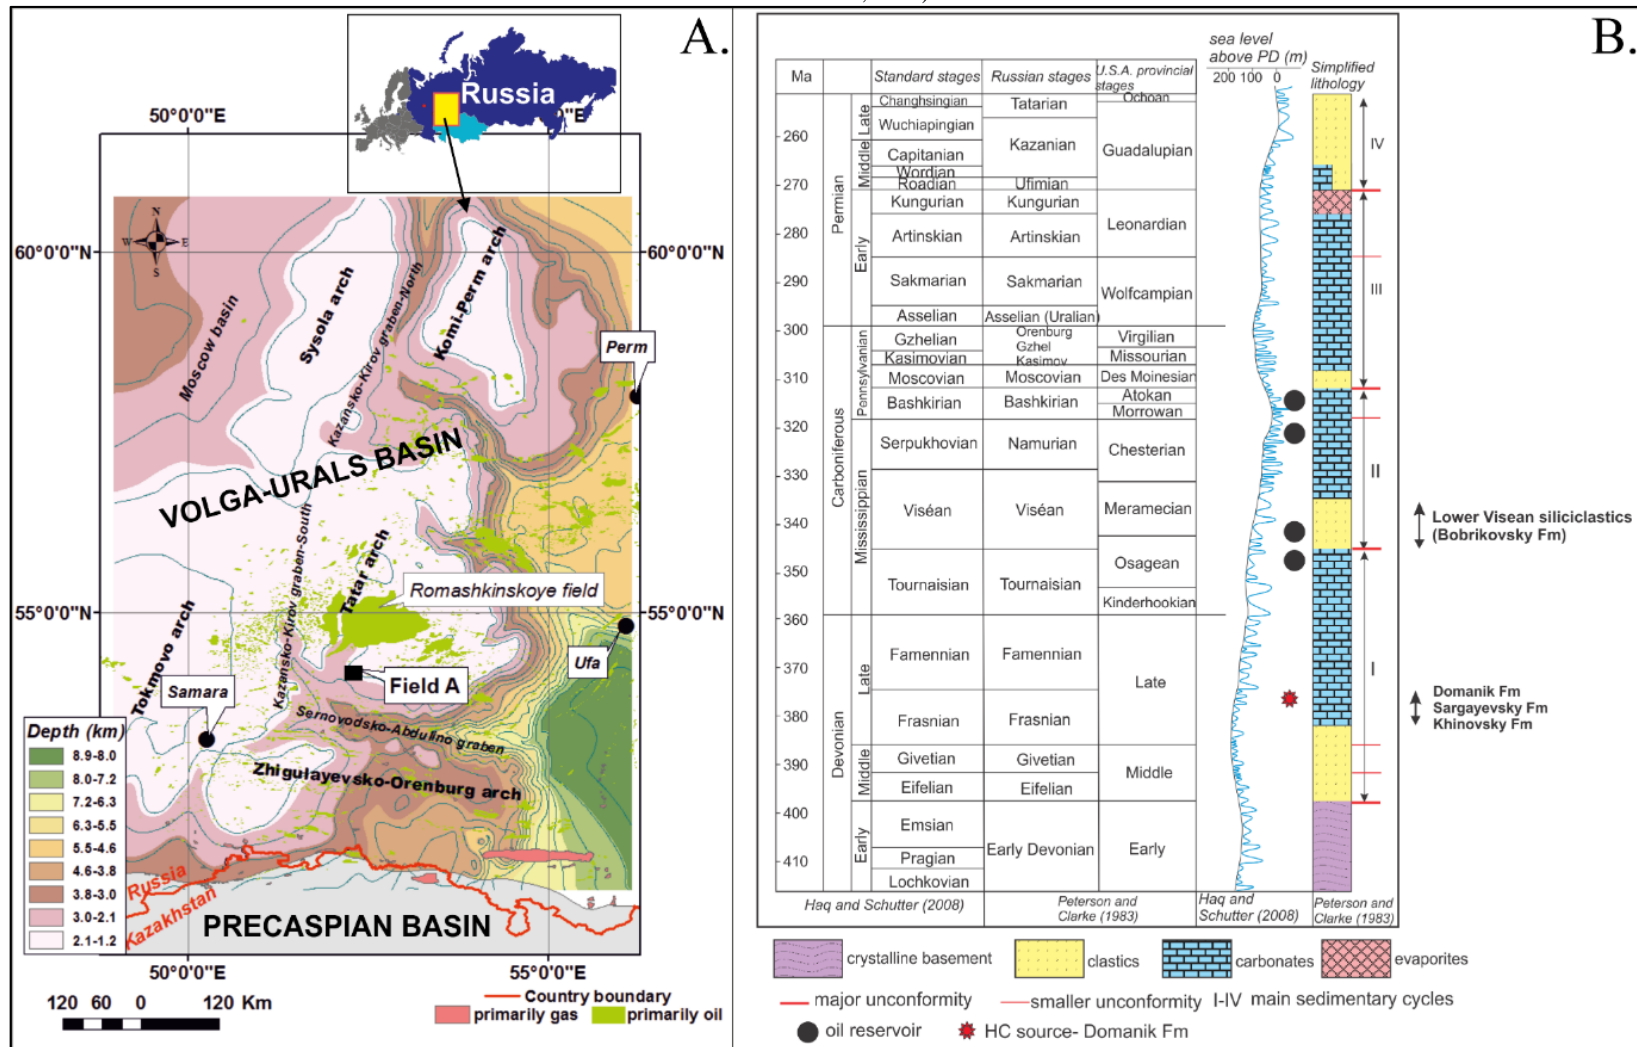 A.
Russia
50°0'0"E
0"E
60°0'0"N
60°0'0"N
N
W
E
S
Moscow basin
Sysola arch
Kazansko-Kirov graben-North
Komi-Perm arch
Perm
VOLGA-URALS BASIN
Kazansko-Kirov graben-South
Tatar arch
Romashkinskoye field
55°0'0"N
55°0'0"N
Tokmovo arch
Samara
Field A
Ufa
Sernovodsko-Abdulino graben
Zhigulayevsko-Orenburg arch
Depth (km)
8.9-8.0
8.0-7.2
7.2-6.3
6.3-5.5
5.5-4.6
4.6-3.8
3.8-3.0
3.0-2.1
2.1-1.2
Russia
Kazakhstan
PRECASPIAN BASIN
50°0'0"E
55°0'0"E
120 60 0 120 Km
Country boundary
primarily gas
primarily oil
B.
sea level
above PD (m)
200 100 0
Simplified
lithology
Ma
Standard stages
Russian stages
U.S.A. provincial
stages
260
270
280
290
300
310
320
330
340
350
360
370
380
390
400
410
Permian
Carboniferous
Devonian
Late
Middle
Early
Pennsylvanian
Mississippian
Late
Middle
Early
Changhsingian
Wuchiapingian
Capitanian
Wordian
Roadian
Kungurian
Artinskian
Sakmarian
Asselian
Gzhelian
Kasimovian
Moscovian
Bashkirian
Serpukhovian
Viséan
Tournaisian
Famennian
Frasnian
Givetian
Eifelian
Emsian
Pragian
Lochkovian
Tatarian
Kazanian
Ufimian
Kungurian
Artinskian
Sakmarian
Asselian (Uralian)
Orenburg
Gzhel
Kasimov
Moscovian
Bashkirian
Namurian
Viséan
Tournaisian
Famennian
Frasnian
Givetian
Eifelian
Early Devonian
Ochoan
Guadalupian
Leonardian
Wolfcampian
Virgilian
Missourian
Des Moinesian
Atokan
Morrowan
Chesterian
Meramecian
Osagean
Kinderhookian
Late
Middle
Early
IV
III
II
I
Lower Visean siliciclastics
(Bobrikovsky Fm)
Domanik Fm
Sargayevsky Fm
Khinovsky Fm
Haq and Schutter (2008)
Peterson and
Clarke (1983)
Haq and
Schutter (2008)
Peterson and
Clarke (1983)
crystalline basement
clastics
carbonates
evaporites
major unconformity
smaller unconformity
I-IV main sedimentary cycles
oil reservoir
HC source- Domanik Fm